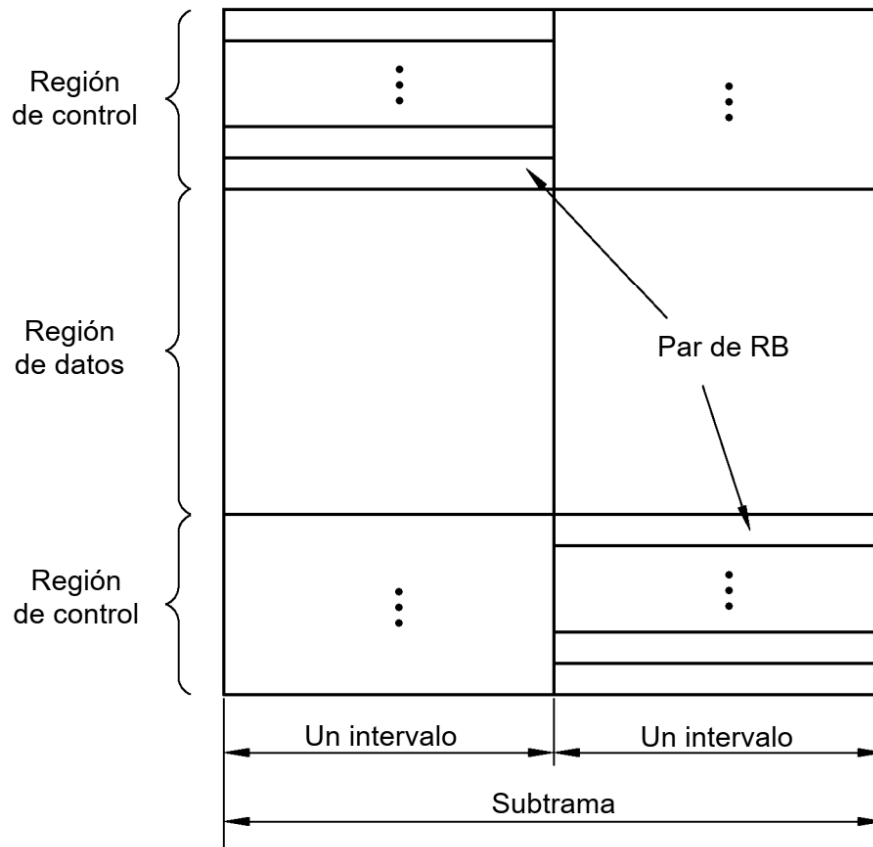 Región
de control
Región
de datos
Par de RB
Región
de control
Un intervalo
Un intervalo
Subtrama